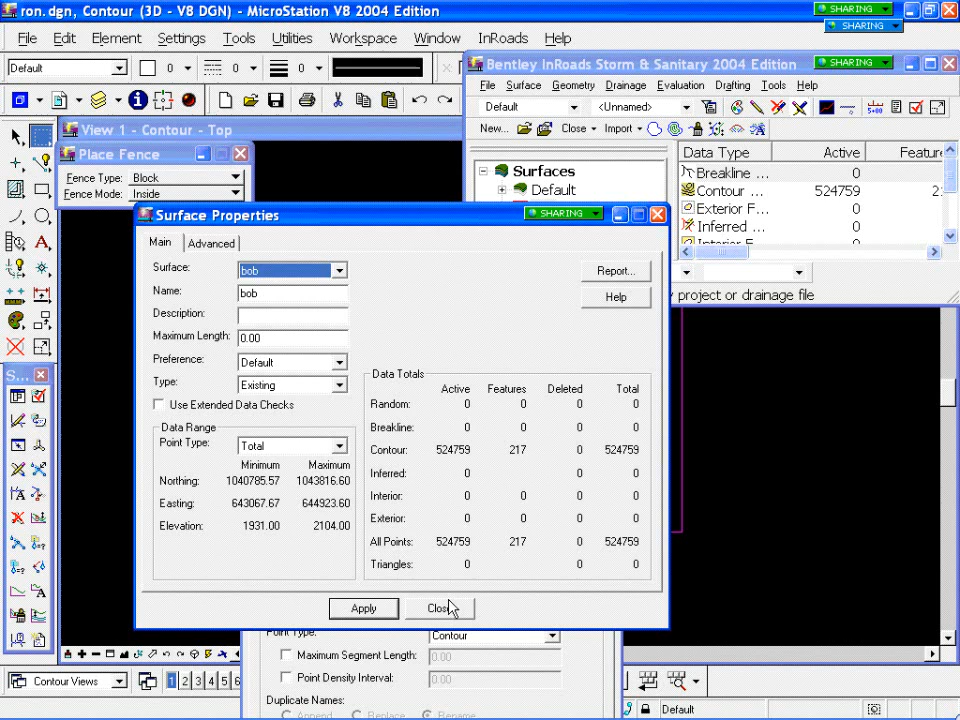 ron.dgn, Contour (3D - V8 DGN) - MicroStation V8 2004 Edition
SHARING
SHARING
File Edit Element Settings Tools Utilities Workspace Window InRoads Help
Default 0 0 0
Bentley InRoads Storm & Sanitary 2004 Edition SHARING
File Surface Geometry Drainage Evaluation Drafting Tools Help
Default <Unnamed>
New... Close Import
View 1 - Contour - Top
Place Fence
Fence Type: Block
Fence Mode: Inside
Surfaces
Default
Data Type Active Feature
Breakline 0
Contour ... 524759
Exterior F... 0
Inferred ... 0
project or drainage file
Surface Properties SHARING
Main Advanced
Surface: bob Report...
Name: bob Help
Description:
Maximum Length: 0.00
Preference: Default
Type: Existing
Use Extended Data Checks
Data Range
Point Type: Total
Minimum Maximum
Northing: 1040785.57 1043816.60
Easting: 643067.67 644923.60
Elevation: 1931.00 2104.00
Data Totals
Active Features Deleted Total
Random: 0 0 0 0
Breakline: 0 0 0 0
Contour: 524759 217 0 524759
Inferred: 0 0 0 0
Interior: 0 0 0 0
Exterior: 0 0 0 0
All Points: 524759 217 0 524759
Triangles: 0 0 0
Apply Close
S...
Point Type: Contour
Maximum Segment Length: 0.00
Point Density Interval: 0.00
Duplicate Names:
Append Replace Rename
Contour Views 1 2 3 4 5 6
Default